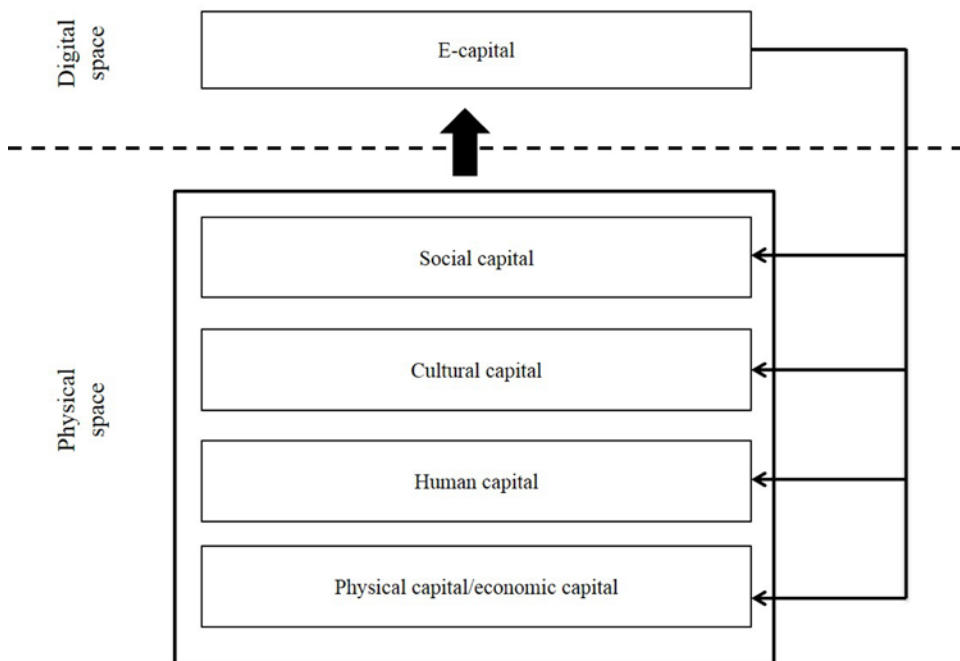 Digital
space
E-capital
Physical
space
Social capital
Cultural capital
Human capital
Physical capital/economic capital